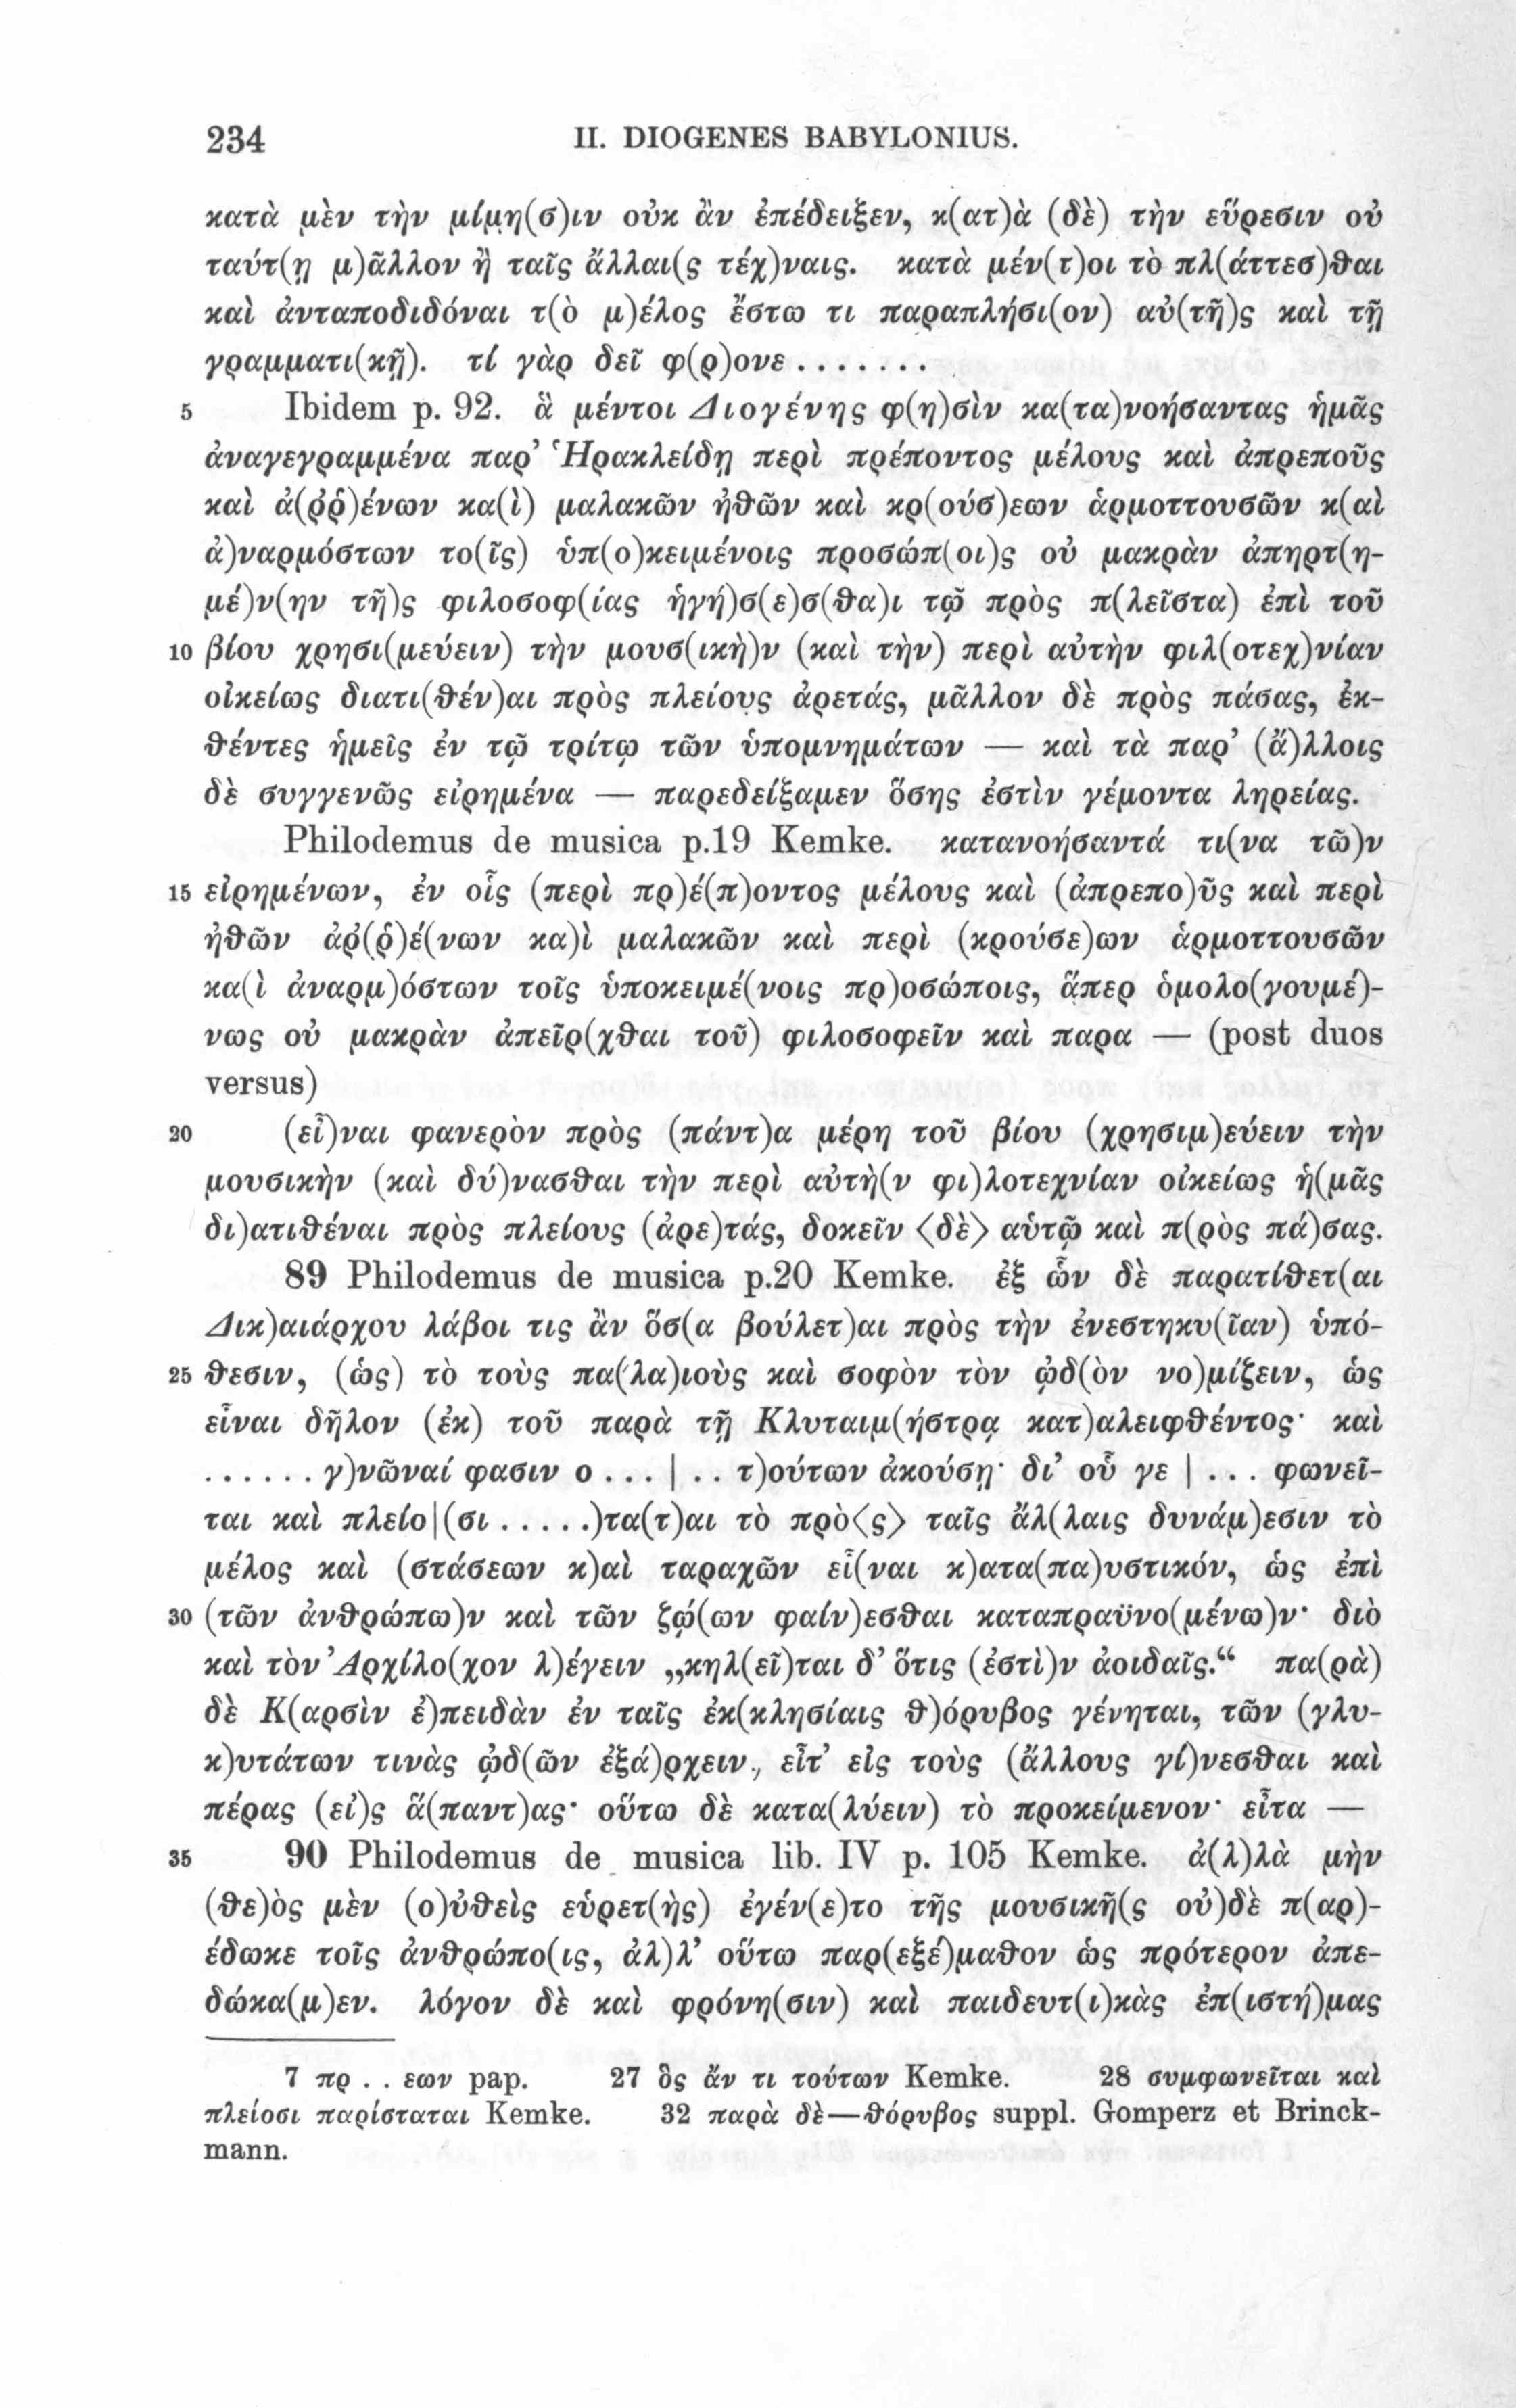 234 II. DIOGENES BABYLONIUS.
κατὰ μὲν τὴν μίμη(σ)ιν οὐκ ἂν ἐπέδειξεν, κ(ατ)ὰ (δὲ) τὴν εὕρεσιν οὐ
ταύτ(ῃ μ)ᾶλλον ἢ ταῖς ἄλλαι(ς τέχ)ναις. κατὰ μέν(τ)οι τὸ πλ(άττεσ)θαι
καὶ ἀνταποδιδόναι τ(ὸ μ)έλος ἔστω τι παραπλήσι(ον) αὐ(τῆ)ς καὶ τῇ
γραμματι(κῇ). τί γὰρ δεῖ φ(ρ)ονε . . . . . . .
5 Ibidem p. 92. ἃ μέντοι Διογένης φ(η)σὶν κα(τα)νοήσαντας ἡμᾶς
ἀναγεγραμμένα παρ’ Ἡρακλείδῃ περὶ πρέποντος μέλους καὶ ἀπρεποῦς
καὶ ἀ(ῤῥ)ένων κα(ὶ) μαλακῶν ἠθῶν καὶ κρ(ούσ)εων ἁρμοττουσῶν κ(αὶ
ἀ)ναρμόστων το(ῖς) ὑπ(ο)κειμένοις προσώπ(οι)ς οὐ μακρὰν ἀπηρτ(η-
μέ)ν(ην τῆ)ς φιλοσοφ(ίας ἡγή)σ(ε)σ(θα)ι τῷ πρὸς π(λεῖστα) ἐπὶ τοῦ
10 βίου χρησι(μεύειν) τὴν μουσ(ικὴ)ν (καὶ τὴν) περὶ αὐτὴν φιλ(οτεχ)νίαν
οἰκείως διατι(θέν)αι πρὸς πλείους ἀρετάς, μᾶλλον δὲ πρὸς πάσας, ἐκ-
θέντες ἡμεῖς ἐν τῷ τρίτῳ τῶν ὑπομνημάτων — καὶ τὰ παρ’ (ἄ)λλοις
δὲ συγγενῶς εἰρημένα — παρεδείξαμεν ὅσης ἐστὶν γέμοντα ληρείας.
Philodemus de musica p.19 Kemke. κατανοήσαντά τι(να τῶ)ν
15 εἰρημένων, ἐν οἷς (περὶ πρ)έ(π)οντος μέλους καὶ (ἀπρεπο)ῦς καὶ περὶ
ἠθῶν ἀῤ(ῥ)έ(νων κα)ὶ μαλακῶν καὶ περὶ (κρούσε)ων ἁρμοττουσῶν
κα(ὶ ἀναρμ)όστων τοῖς ὑποκειμέ(νοις πρ)οσώποις, ἅπερ ὁμολο(γουμέ)-
νως οὐ μακρὰν ἀπεῖρ(χθαι τοῦ) φιλοσοφεῖν καὶ παρα — (post duos
versus)
20 (εἶ)ναι φανερὸν πρὸς (πάντ)α μέρη τοῦ βίου (χρησιμ)εύειν τὴν
μουσικὴν (καὶ δύ)νασθαι τὴν περὶ αὐτὴ(ν φι)λοτεχνίαν οἰκείως ἡ(μᾶς
δι)ατιθέναι πρὸς πλείους (ἀρε)τάς, δοκεῖν ‹δὲ› αὐτῷ καὶ π(ρὸς πά)σας.
89 Philodemus de musica p.20 Kemke. ἐξ ὧν δὲ παρατίθετ(αι
Δικ)αιάρχου λάβοι τις ἂν ὅσ(α βούλετ)αι πρὸς τὴν ἐνεστηκυ(ῖαν) ὑπό-
25 θεσιν, (ὡς) τὸ τοὺς πα(λα)ιοὺς καὶ σοφὸν τὸν ᾠδ(ὸν νο)μίζειν, ὡς
εἶναι δῆλον (ἐκ) τοῦ παρὰ τῇ Κλυταιμ(ήστρᾳ κατ)αλειφθέντος· καὶ
. . . . . . γ)νῶναί φασιν ο . . . | . . τ)ούτων ἀκούσῃ· δι’ οὗ γε | . . . φωνεῖ-
ται καὶ πλείο|(σι . . . . .)τα(τ)αι τὸ πρὸ‹ς› ταῖς ἄλ(λαις δυνάμ)εσιν τὸ
μέλος καὶ (στάσεων κ)αὶ ταραχῶν εἶ(ναι κ)ατα(πα)υστικόν, ὡς ἐπὶ
30 (τῶν ἀνθρώπω)ν καὶ τῶν ζῴ(ων φαίν)εσθαι καταπραϋνο(μένω)ν· διὸ
καὶ τὸν Ἀρχίλο(χον λ)έγειν „κηλ(εῖ)ται δ’ ὅτις (ἐστὶ)ν ἀοιδαῖς.“ πα(ρὰ)
δὲ Κ(αρσὶν ἐ)πειδὰν ἐν ταῖς ἐκ(κλησίαις θ)όρυβος γένηται, τῶν (γλυ-
κ)υτάτων τινὰς ᾠδ(ῶν ἐξά)ρχειν, εἶτ’ εἰς τοὺς (ἄλλους γί)νεσθαι καὶ
πέρας (εἰ)ς ἅ(παντ)ας· οὕτω δὲ κατα(λύειν) τὸ προκείμενον· εἶτα —
35 90 Philodemus de musica lib. IV p. 105 Kemke. ἀ(λ)λὰ μὴν
(θε)ὸς μὲν (ο)ὐθεὶς εὑρετ(ὴς) ἐγέν(ε)το τῆς μουσικῆ(ς οὐ)δὲ π(αρ)-
έδωκε τοῖς ἀνθρώπο(ις, ἀλ)λ’ οὕτω παρ(εξέ)μαθον ὡς πρότερον ἀπε-
δώκα(μ)εν. λόγον δὲ καὶ φρόνη(σιν) καὶ παιδευτ(ι)κὰς ἐπ(ιστή)μας
7 πρ . . εων pap. 27 ὃς ἄν τι τούτων Kemke. 28 συμφωνεῖται καὶ
πλείοσι παρίσταται Kemke. 32 παρὰ δὲ—θόρυβος suppl. Gomperz et Brinck-
mann.